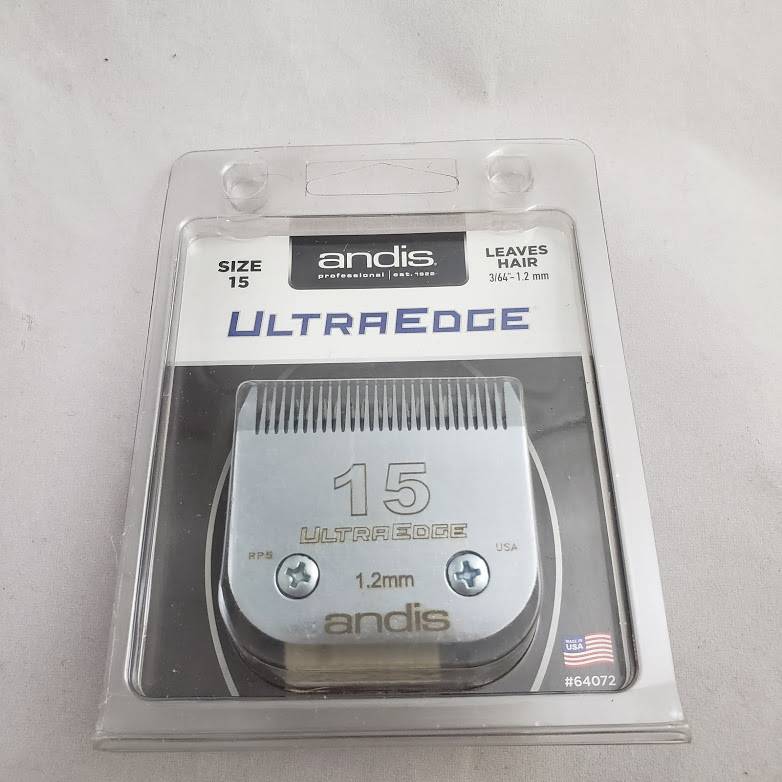 SIZE
15
andis®
professional | est. 1922
LEAVES
HAIR
3/64"-1.2 mm
ULTRAEDGE
15
ULTRAEDGE
RP5
USA
1.2mm
andis
MADE IN
USA
#64072